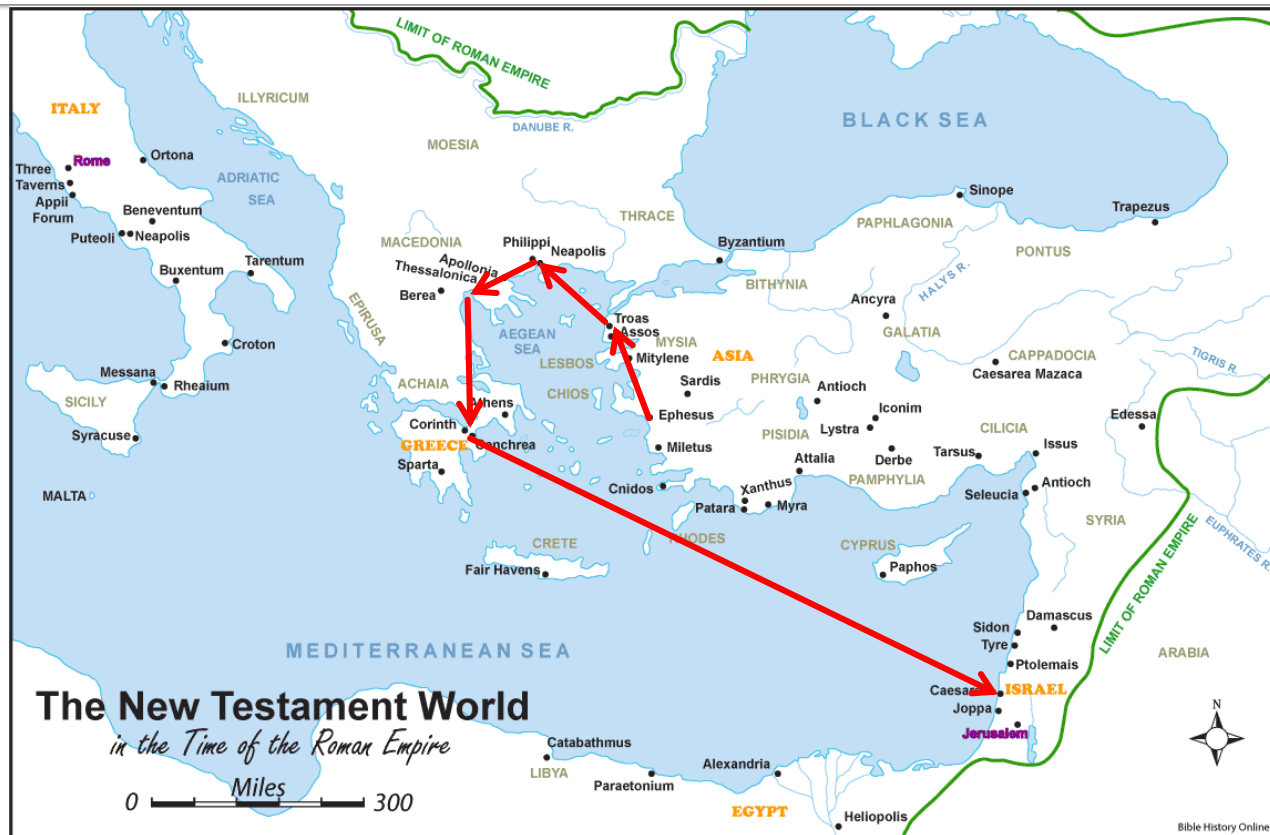 LIMIT OF ROMAN EMPIRE
ILLYRICUM
ITALY
DANUBE R.
BLACK SEA
MOESIA
Rome
Ortona
Three
Taverns
Appii
Forum
ADRIATIC
SEA
Sinope
Beneventum
Trapezus
THRACE
PAPHLAGONIA
Puteoli
Neapolis
MACEDONIA
Philippi
Neapolis
Byzantium
PONTUS
Tarentum
Apollonia
Thessalonica
Buxentum
Berea
BITHYNIA
HALYS R.
EPIRUSA
Ancyra
Troas
Assos
GALATIA
AEGEAN
SEA
MYSIA
ASIA
Croton
Mitylene
LESBOS
CAPPADOCIA
Caesarea Mazaca
TIGRIS R.
Messana
Rheaium
ACHAIA
Sardis
PHRYGIA
Antioch
CHIOS
SICILY
Athens
Ephesus
Iconim
Edessa
Corinth
Lystra
Syracuse
GREECE
Cenchrea
PISIDIA
CILICIA
Miletus
Derbe
Tarsus
Issus
Sparta
Attalia
PAMPHYLIA
MALTA
Cnidos
Xanthus
Antioch
Seleucia
Patara
Myra
SYRIA
EUPHRATES R.
RHODES
CRETE
CYPRUS
Fair Havens
Paphos
LIMIT OF ROMAN EMPIRE
Damascus
Sidon
Tyre
MEDITERRANEAN SEA
ARABIA
Ptolemais
Caesarea
ISRAEL
Joppa
The New Testament World
in the Time of the Roman Empire
Jerusalem
N
Catabathmus
LIBYA
Alexandria
Paraetonium
Miles
0
300
EGYPT
Heliopolis
Bible History Online